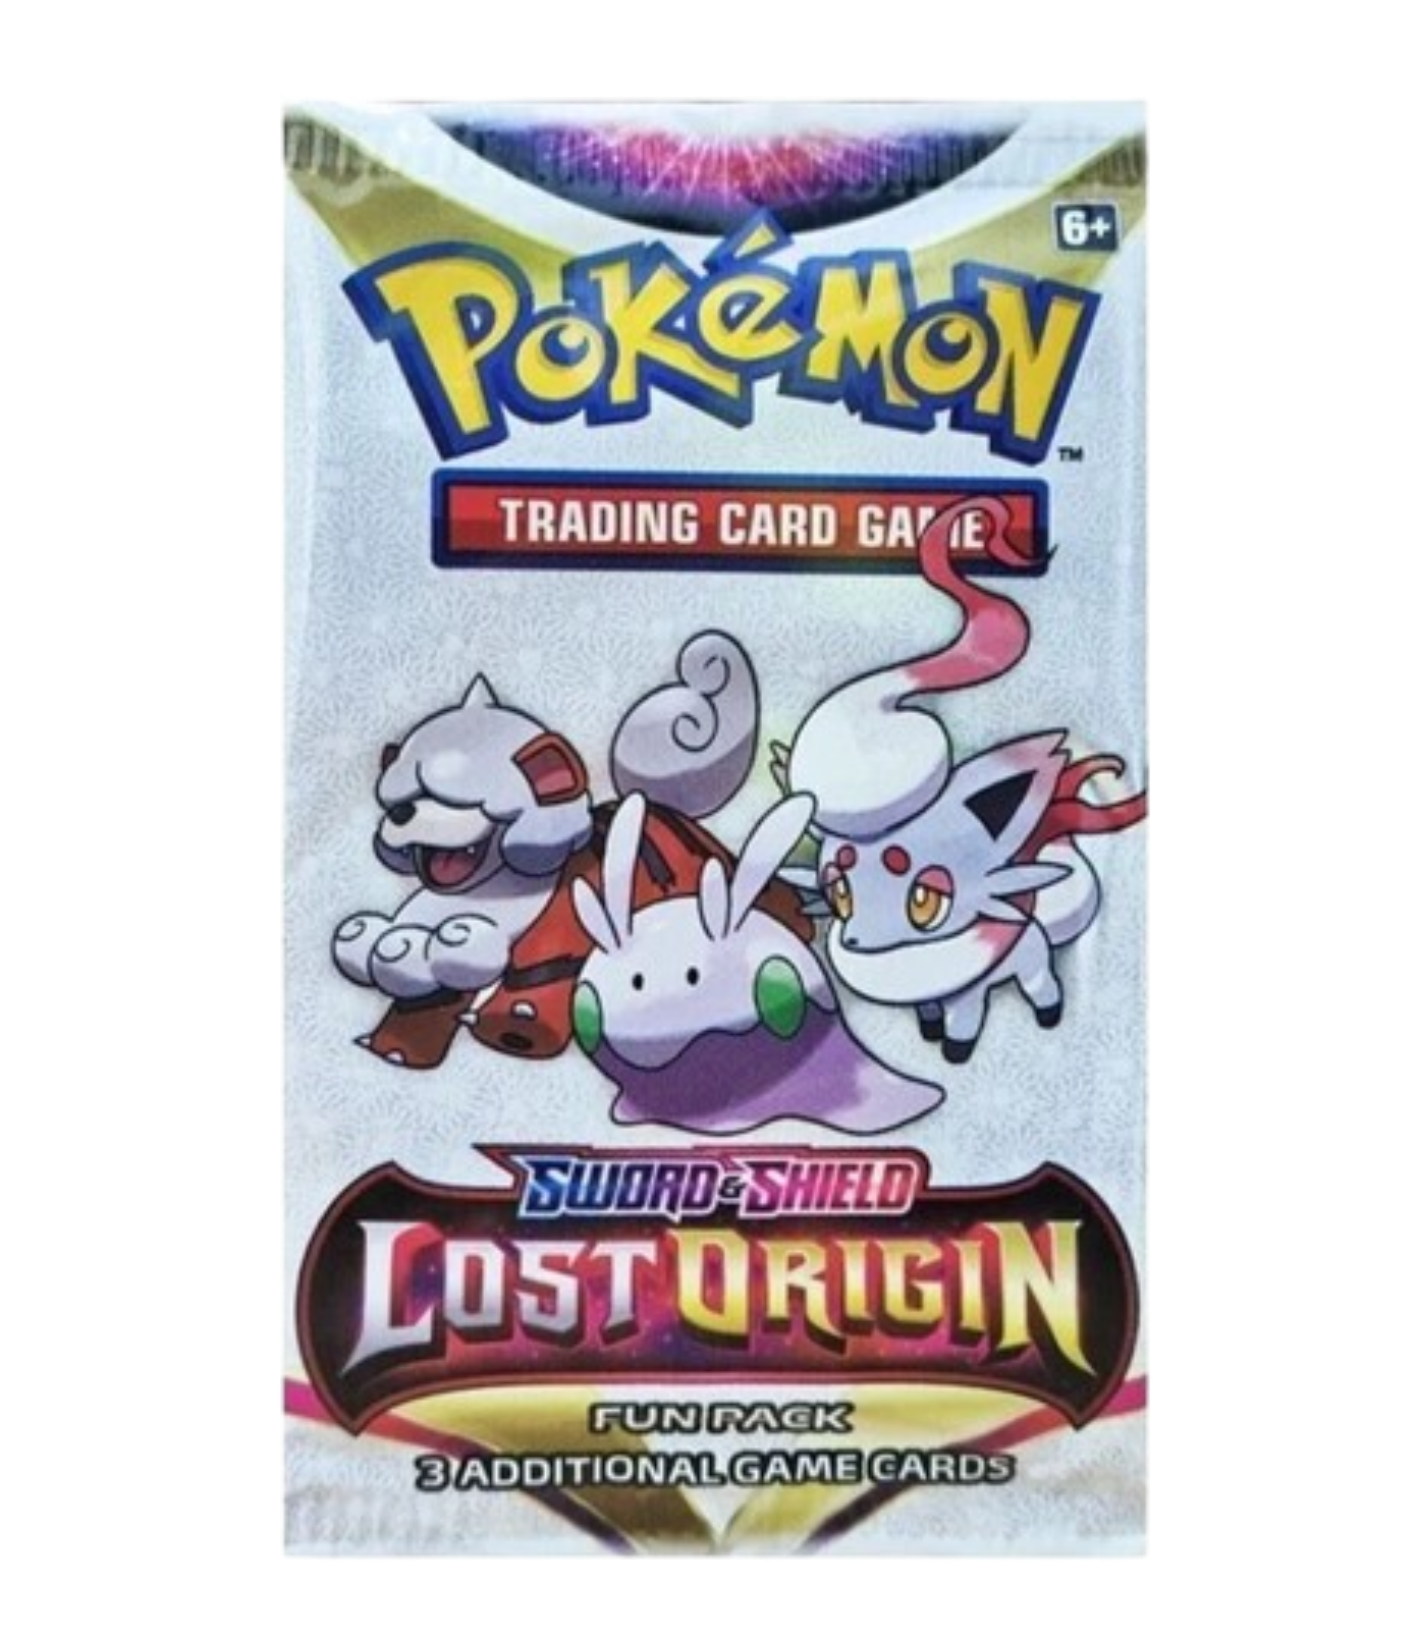 6+
POKéMON
TM
TRADING CARD GAME
SWORD & SHIELD
LOST ORIGIN
FUN PACK
3 ADDITIONAL GAME CARDS